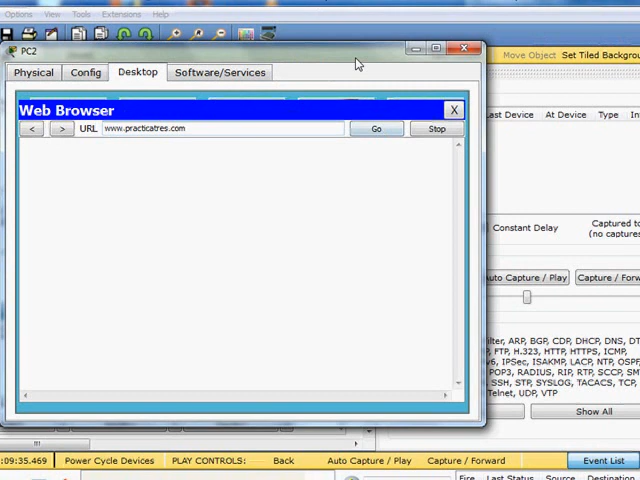 Options View Tools Extensions Help
PC2
Move Object Set Tiled Backgrou
Physical Config Desktop Software/Services
Web Browser X
< > URL www.practicatres.com Go Stop
Last Device At Device Type In
Constant Delay
Captured to
(no captures
Auto Capture / Play Capture / Forw
ilter, ARP, BGP, CDP, DHCP, DNS, DT
FTP, H.323, HTTP, HTTPS, ICMP
v6, IPSec, ISAKMP, LACP, NTP, OSPF
POP3, RADIUS, RIP, RTP, SCCP, SM
SSH, STP, SYSLOG, TACACS, TCP,
Telnet, UDP, VTP
Show All
:09:35.469 Power Cycle Devices PLAY CONTROLS: Back Auto Capture / Play Capture / Forward Event List
Fire Last Status Source Destination